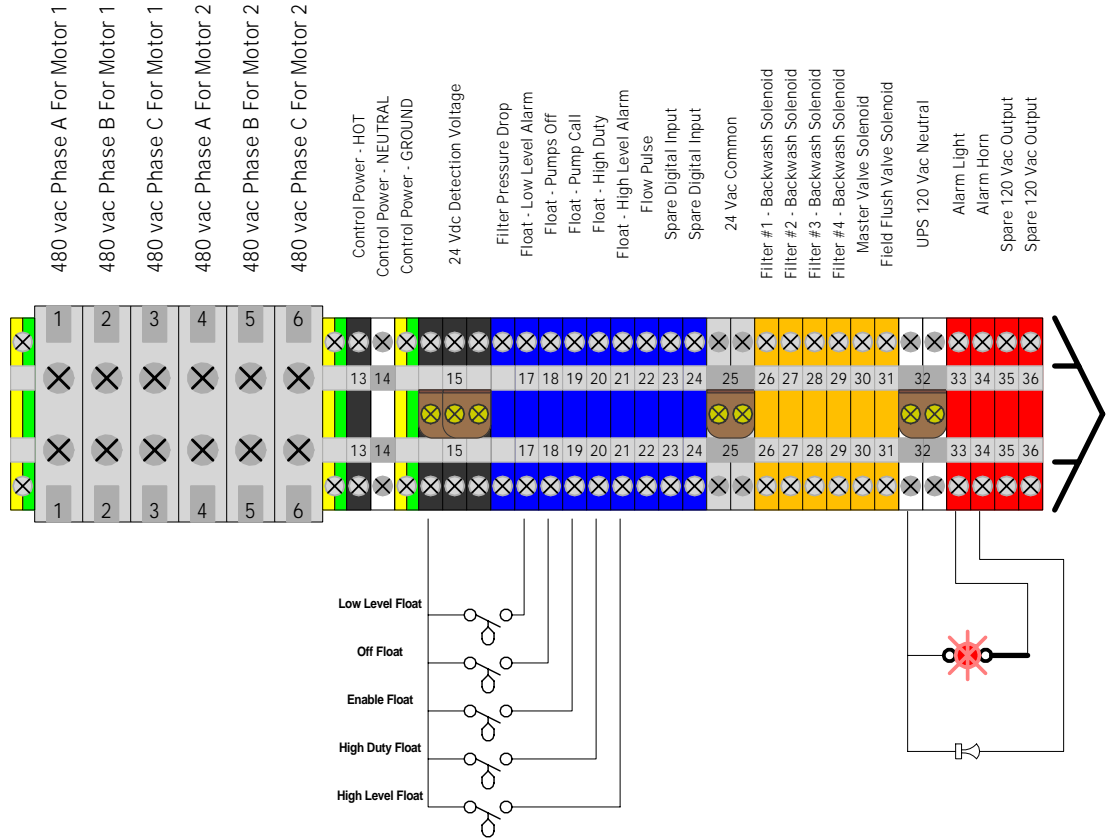 480 vac Phase A For Motor 1
480 vac Phase B For Motor 1
480 vac Phase C For Motor 1
480 vac Phase A For Motor 2
480 vac Phase B For Motor 2
480 vac Phase C For Motor 2
Control Power - HOT
Control Power - NEUTRAL
Control Power - GROUND
24 Vdc Detection Voltage
Filter Pressure Drop
Float - Low Level Alarm
Float - Pumps Off
Float - Pump Call
Float - High Duty
Float - High Level Alarm
Flow Pulse
Spare Digital Input
Spare Digital Input
24 Vac Common
Filter #1 - Backwash Solenoid
Filter #2 - Backwash Solenoid
Filter #3 - Backwash Solenoid
Filter #4 - Backwash Solenoid
Master Valve Solenoid
Field Flush Valve Solenoid
UPS 120 Vac Neutral
Alarm Light
Alarm Horn
Spare 120 Vac Output
Spare 120 Vac Output
1 2 3 4 5 6
13 14 15 17 18 19 20 21 22 23 24 25 26 27 28 29 30 31 32 33 34 35 36
13 14 15 17 18 19 20 21 22 23 24 25 26 27 28 29 30 31 32 33 34 35 36
1 2 3 4 5 6
Low Level Float
Off Float
Enable Float
High Duty Float
High Level Float